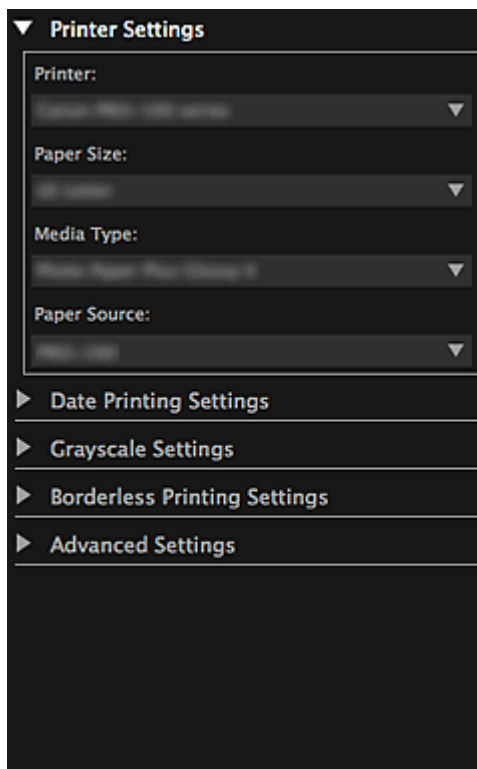 Printer Settings
Printer:
Paper Size:
Media Type:
Paper Source:
Date Printing Settings
Grayscale Settings
Borderless Printing Settings
Advanced Settings